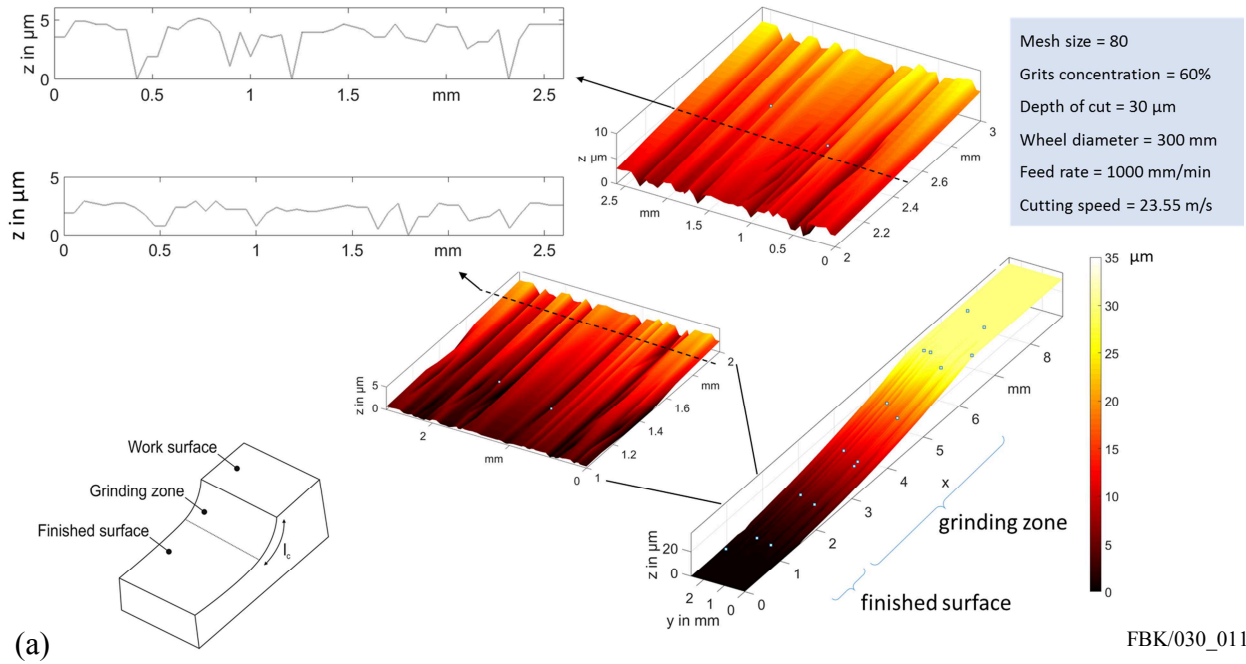 z in µm
5
0
0
0.5
1
1.5
mm
2.5
z in µm
5
0
0
0.5
1
1.5
mm
2.5
10
z µm
0
2.5
mm
1.5
1
0.5
0
2
2.2
2.4
2.6
mm
3
Mesh size = 80
Grits concentration = 60%
Depth of cut = 30 µm
Wheel diameter = 300 mm
Feed rate = 1000 mm/min
Cutting speed = 23.55 m/s
z in µm
5
0
2
mm
0
1
1.2
1.4
1.6
mm
2
35
30
25
20
15
10
5
0
µm
z in µm
20
0
2
1
0
y in mm
0
1
2
3
4
5
6
mm
8
x
grinding zone
finished surface
Work surface
Grinding zone
Finished surface
lc
(a)
FBK/030_011